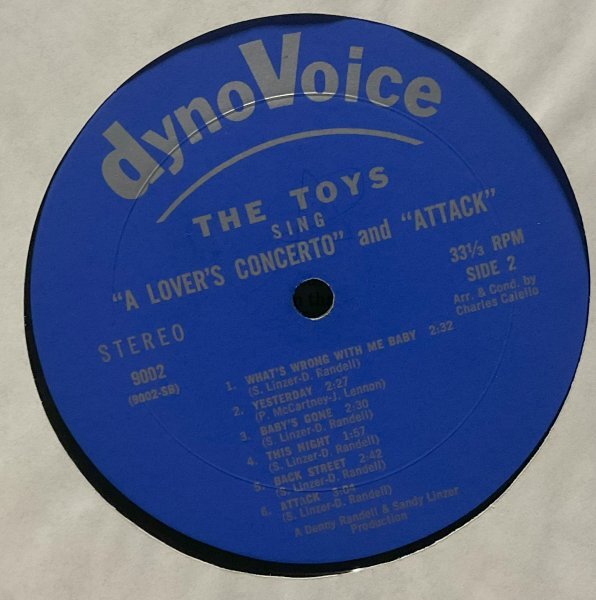 dynoVoice
THE TOYS
SING
"A LOVER'S CONCERTO" and "ATTACK"
33⅓ RPM
SIDE 2
Arr. & Cond. by
Charles Calello
STEREO
9002
(9002-SB)
1. WHAT'S WRONG WITH ME BABY 2:32
(S. Linzer-D. Randell)
2. YESTERDAY 2:27
(P. McCartney-J. Lennon)
3. BABY'S GONE 2:30
(S. Linzer-D. Randell)
4. THIS NIGHT 1:57
(S. Linzer-D. Randell)
5. BACK STREET 2:42
(S. Linzer-D. Randell)
6. ATTACK 3:04
(S. Linzer-D. Randell)
A Denny Randell & Sandy Linzer
Production